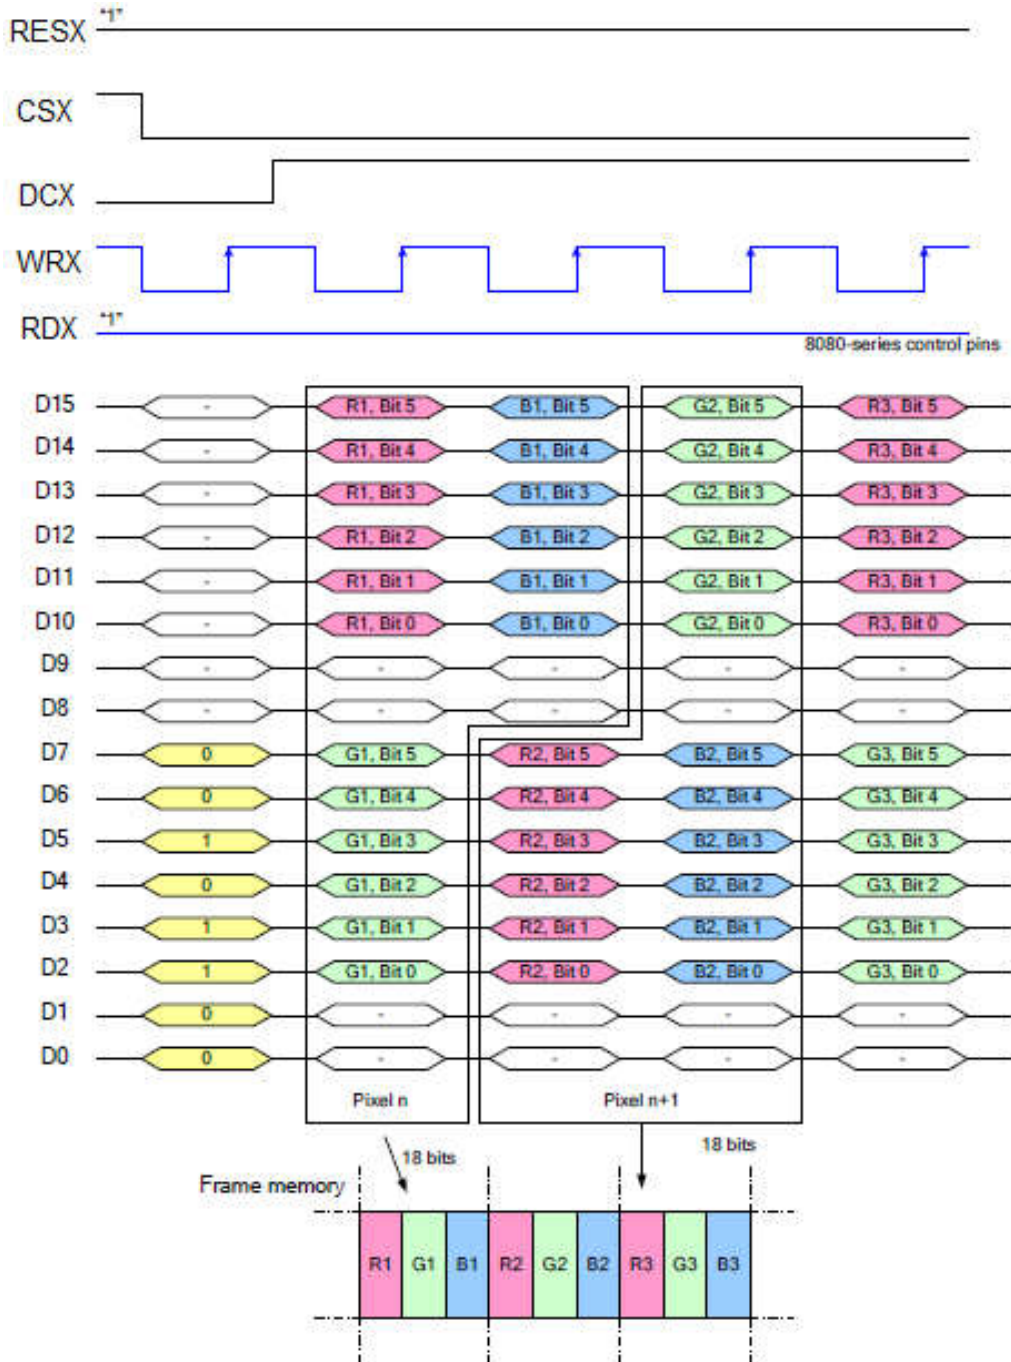 RESX "1"
CSX
DCX
WRX
RDX "1"
8080-series control pins
D15 - R1, Bit 5 B1, Bit 5 G2, Bit 5 R3, Bit 5
D14 - R1, Bit 4 B1, Bit 4 G2, Bit 4 R3, Bit 4
D13 - R1, Bit 3 B1, Bit 3 G2, Bit 3 R3, Bit 3
D12 - R1, Bit 2 B1, Bit 2 G2, Bit 2 R3, Bit 2
D11 - R1, Bit 1 B1, Bit 1 G2, Bit 1 R3, Bit 1
D10 - R1, Bit 0 B1, Bit 0 G2, Bit 0 R3, Bit 0
D9 - - - - -
D8 - - - - -
D7 0 G1, Bit 5 R2, Bit 5 B2, Bit 5 G3, Bit 5
D6 0 G1, Bit 4 R2, Bit 4 B2, Bit 4 G3, Bit 4
D5 1 G1, Bit 3 R2, Bit 3 B2, Bit 3 G3, Bit 3
D4 0 G1, Bit 2 R2, Bit 2 B2, Bit 2 G3, Bit 2
D3 1 G1, Bit 1 R2, Bit 1 B2, Bit 1 G3, Bit 1
D2 1 G1, Bit 0 R2, Bit 0 B2, Bit 0 G3, Bit 0
D1 0 - - - -
D0 0 - - - -
Pixel n Pixel n+1
18 bits 18 bits
Frame memory
R1 G1 B1 R2 G2 B2 R3 G3 B3